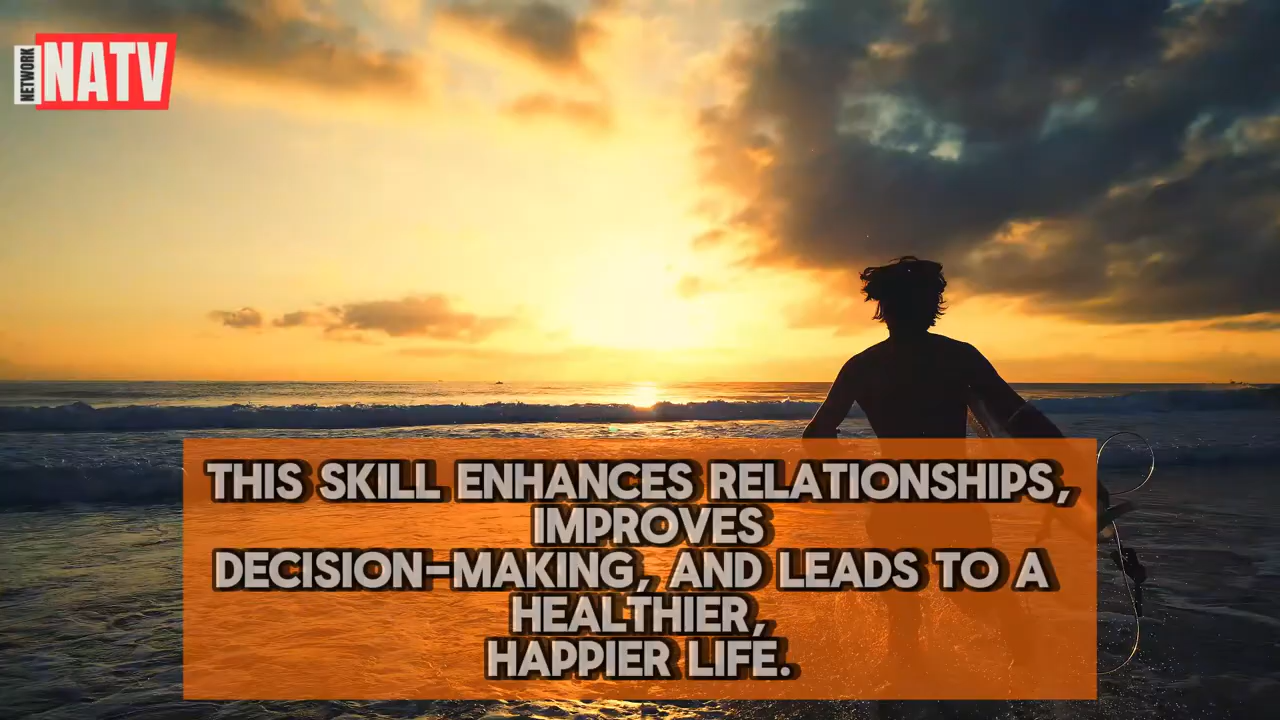 NETWORK
NATV
THIS SKILL ENHANCES RELATIONSHIPS,
IMPROVES
DECISION-MAKING, AND LEADS TO A
HEALTHIER,
HAPPIER LIFE.